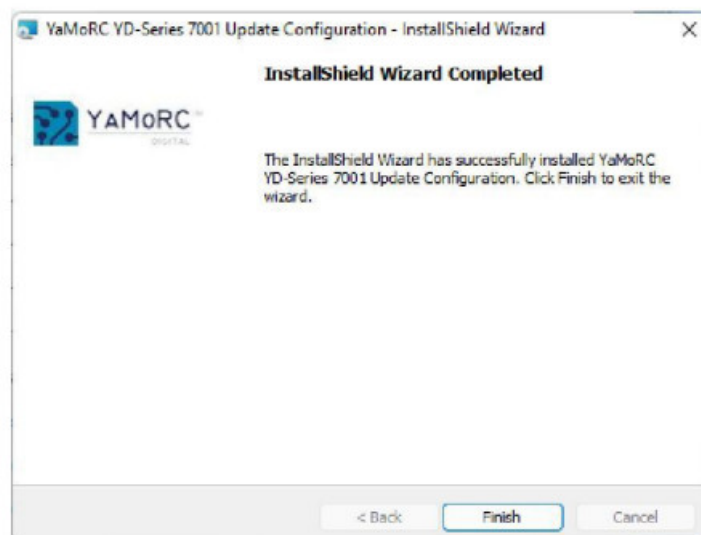 YaMoRC YD-Series 7001 Update Configuration - InstallShield Wizard
InstallShield Wizard Completed
YAMoRC™
DIGITAL
The InstallShield Wizard has successfully installed YaMoRC
YD-Series 7001 Update Configuration. Click Finish to exit the
wizard.
< Back
Finish
Cancel